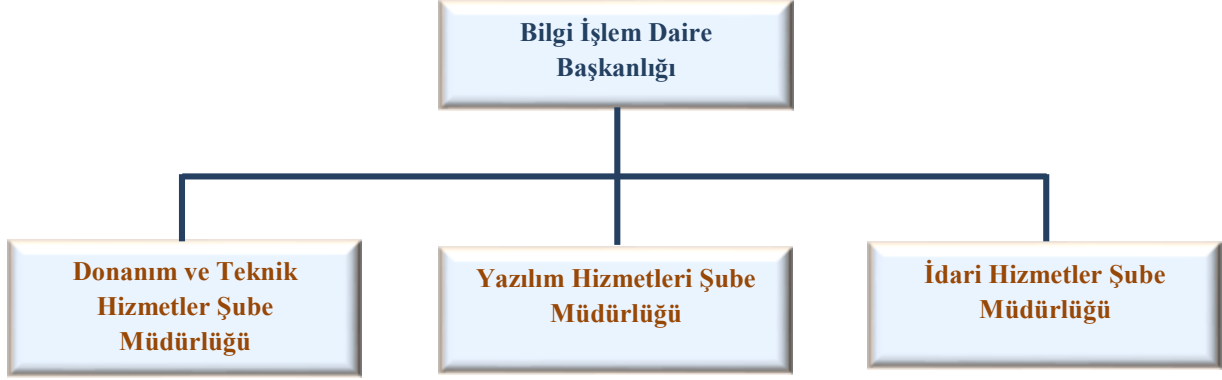 Bilgi İşlem Daire
Başkanlığı
Donanım ve Teknik
Hizmetler Şube
Müdürlüğü
Yazılım Hizmetleri Şube
Müdürlüğü
İdari Hizmetler Şube
Müdürlüğü